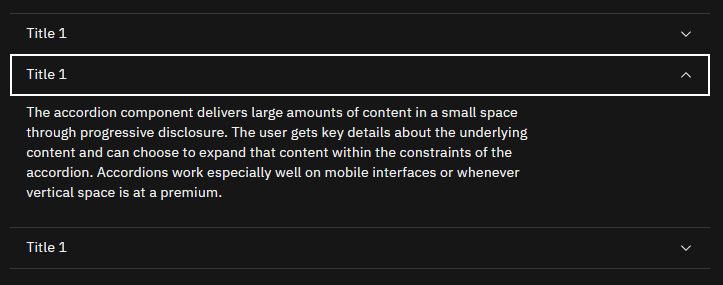 Title 1
Title 1
The accordion component delivers large amounts of content in a small space
through progressive disclosure. The user gets key details about the underlying
content and can choose to expand that content within the constraints of the
accordion. Accordions work especially well on mobile interfaces or whenever
vertical space is at a premium.
Title 1